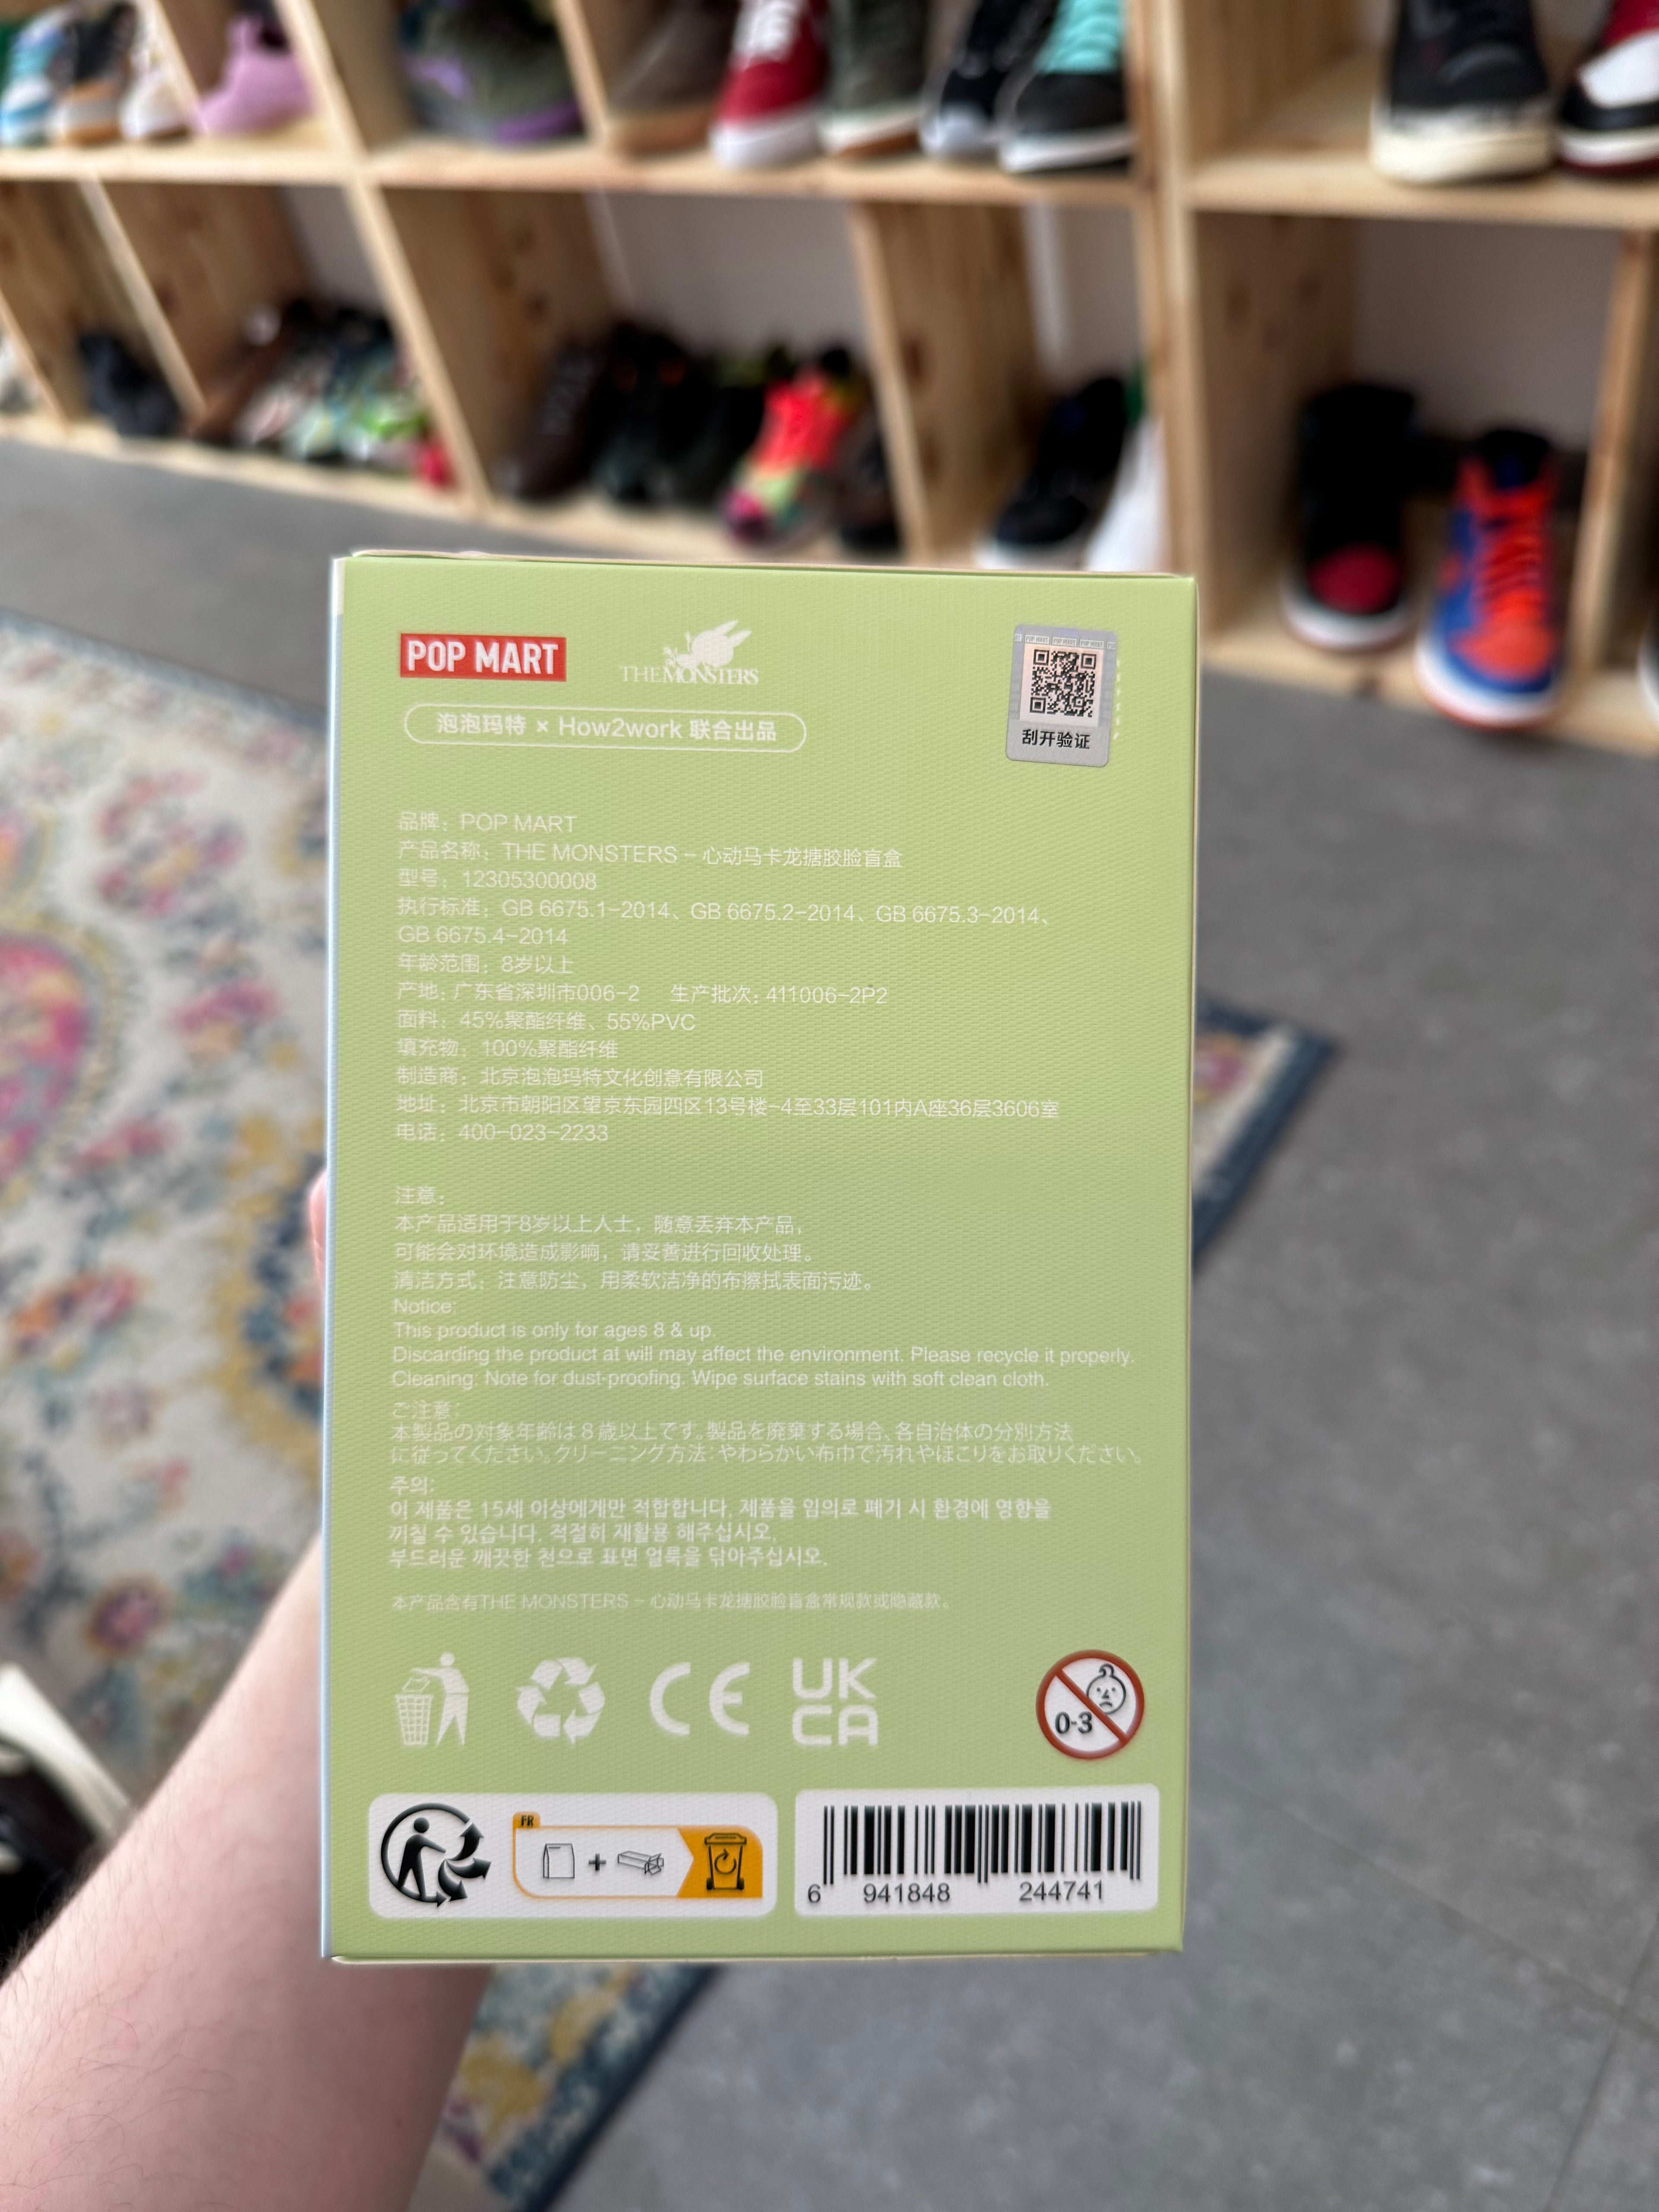 POP MART
THE MONSTERS
POP MART POP MART POP MART
刮开验证
泡泡玛特 × How2work 联合出品
品牌：POP MART
产品名称：THE MONSTERS – 心动马卡龙搪胶脸盲盒
型号：12305300008
执行标准：GB 6675.1–2014、GB 6675.2–2014、GB 6675.3–2014、
GB 6675.4–2014
年龄范围：8岁以上
产地：广东省深圳市006–2 生产批次：411006–2P2
面料：45%聚酯纤维、55%PVC
填充物：100%聚酯纤维
制造商：北京泡泡玛特文化创意有限公司
地址：北京市朝阳区望京东园四区13号楼–4至33层101内A座36层3606室
电话：400–023–2233
注意：
本产品适用于8岁以上人士，随意丢弃本产品，
可能会对环境造成影响，请妥善进行回收处理。
清洁方式：注意防尘，用柔软洁净的布擦拭表面污迹。
Notice:
This product is only for ages 8 & up.
Discarding the product at will may affect the environment. Please recycle it properly.
Cleaning: Note for dust-proofing. Wipe surface stains with soft clean cloth.
ご注意：
本製品の対象年齢は８歳以上です。製品を廃棄する場合、各自治体の分別方法
に従ってください。クリーニング方法：やわらかい布巾で汚れやほこりをお取りください。
주의:
이 제품은 15세 이상에게만 적합합니다. 제품을 임의로 폐기 시 환경에 영향을
끼칠 수 있습니다. 적절히 재활용 해주십시오.
부드러운 깨끗한 천으로 표면 얼룩을 닦아주십시오.
本产品含有THE MONSTERS – 心动马卡龙搪胶脸盲盒常规款或隐藏款。
CE
UK
CA
0-3
FR
6 941848 244741